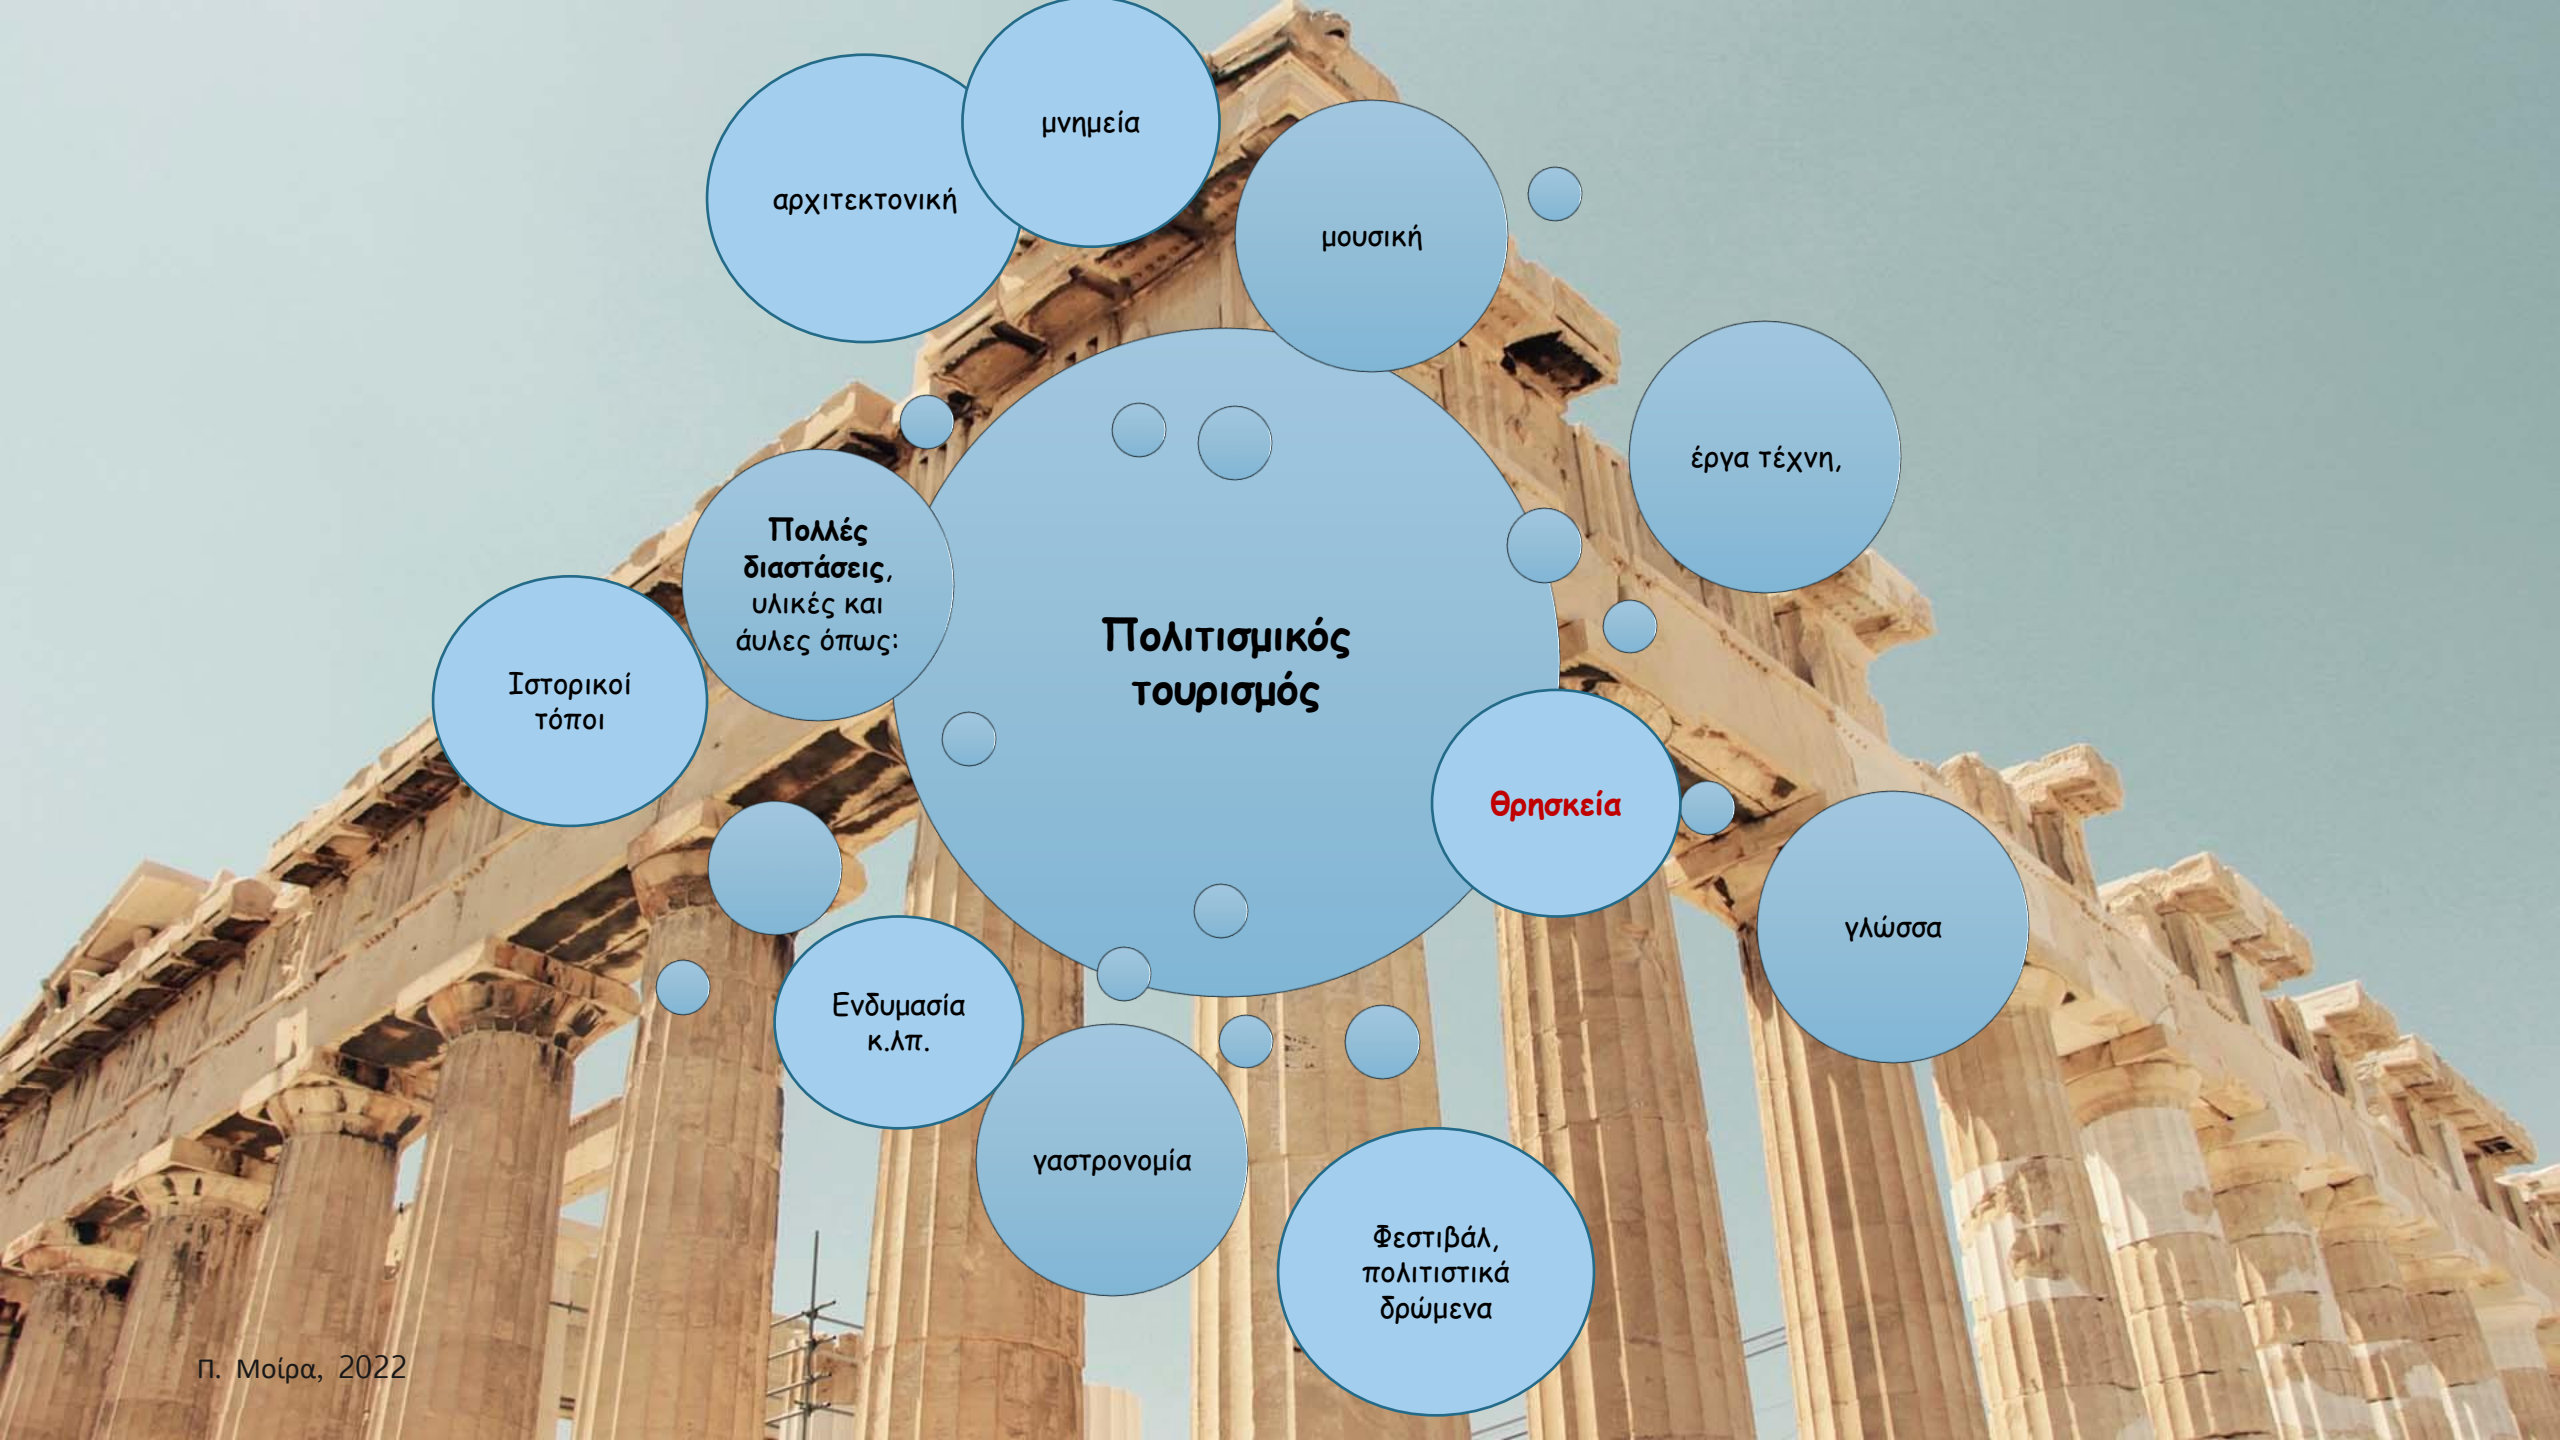 μνημεία
αρχιτεκτονική
μουσική
έργα τέχνη,
Πολλές
διαστάσεις,
υλικές και
άυλες όπως:
Πολιτισμικός
τουρισμός
Ιστορικοί
τόποι
θρησκεία
γλώσσα
Ενδυμασία
κ.λπ.
γαστρονομία
Φεστιβάλ,
πολιτιστικά
δρώμενα
Π. Μοίρα, 2022